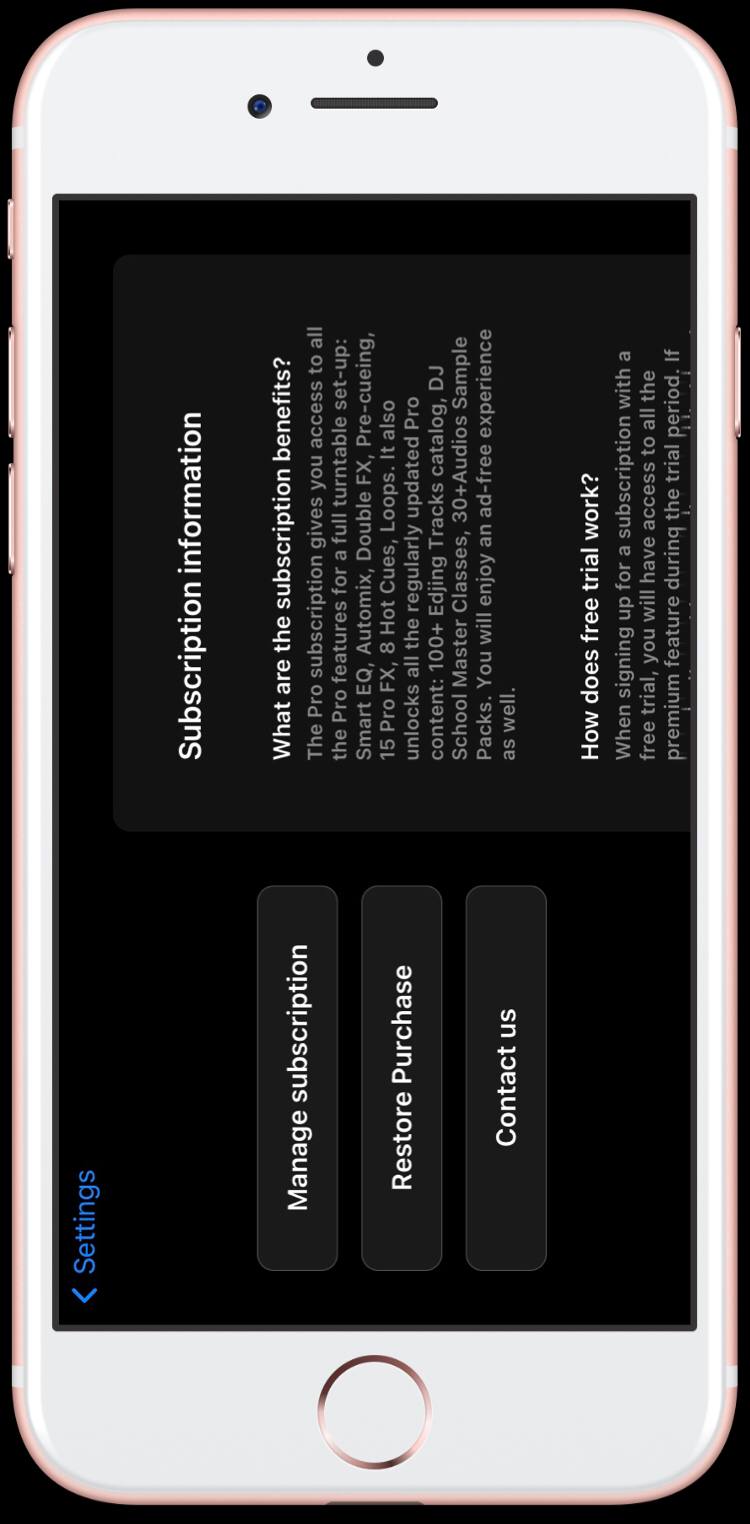 Settings
Manage subscription
Restore Purchase
Contact us
Subscription information
What are the subscription benefits?
The Pro subscription gives you access to all
the Pro features for a full turntable set-up:
Smart EQ, Automix, Double FX, Pre-cueing,
15 Pro FX, 8 Hot Cues, Loops. It also
unlocks all the regularly updated Pro
content: 100+ Edjing Tracks catalog, DJ
School Master Classes, 30+Audios Sample
Packs. You will enjoy an ad-free experience
as well.
How does free trial work?
When signing up for a subscription with a
free trial, you will have access to all the
premium feature during the trial period. If